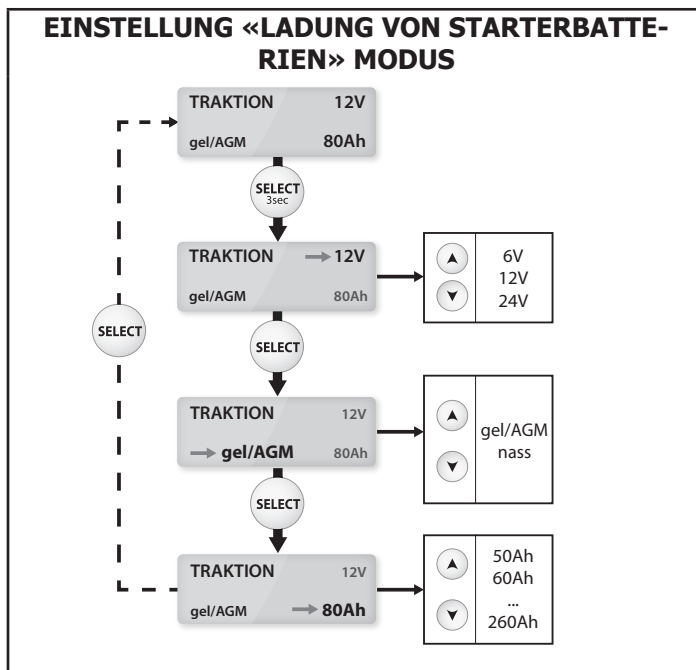 EINSTELLUNG «LADUNG VON STARTERBATTE-
RIEN» MODUS
TRAKTION 12V
gel/AGM 80Ah
SELECT
3sec
TRAKTION 12V
gel/AGM 80Ah
6V
12V
24V
SELECT
SELECT
TRAKTION 12V
gel/AGM 80Ah
gel/AGM
nass
SELECT
TRAKTION 12V
gel/AGM 80Ah
50Ah
60Ah
...
260Ah